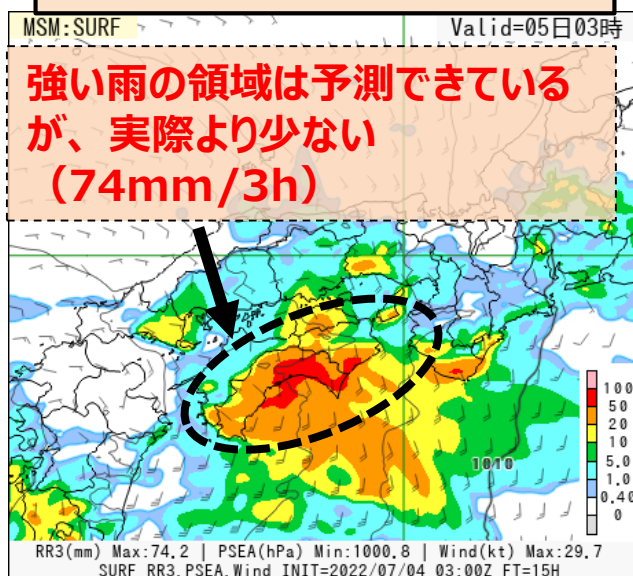 MSM:SURF
Valid=05日03時
強い雨の領域は予測できている
が、実際より少ない
（74mm/3h）
1010
100
50
20
10
5.0
1.0
0.40
0
RR3(mm) Max:74.2 | PSEA(hPa) Min:1000.8 | Wind(kt) Max:29.7
SURF RR3,PSEA,Wind INIT=2022/07/04 03:00Z FT=15H